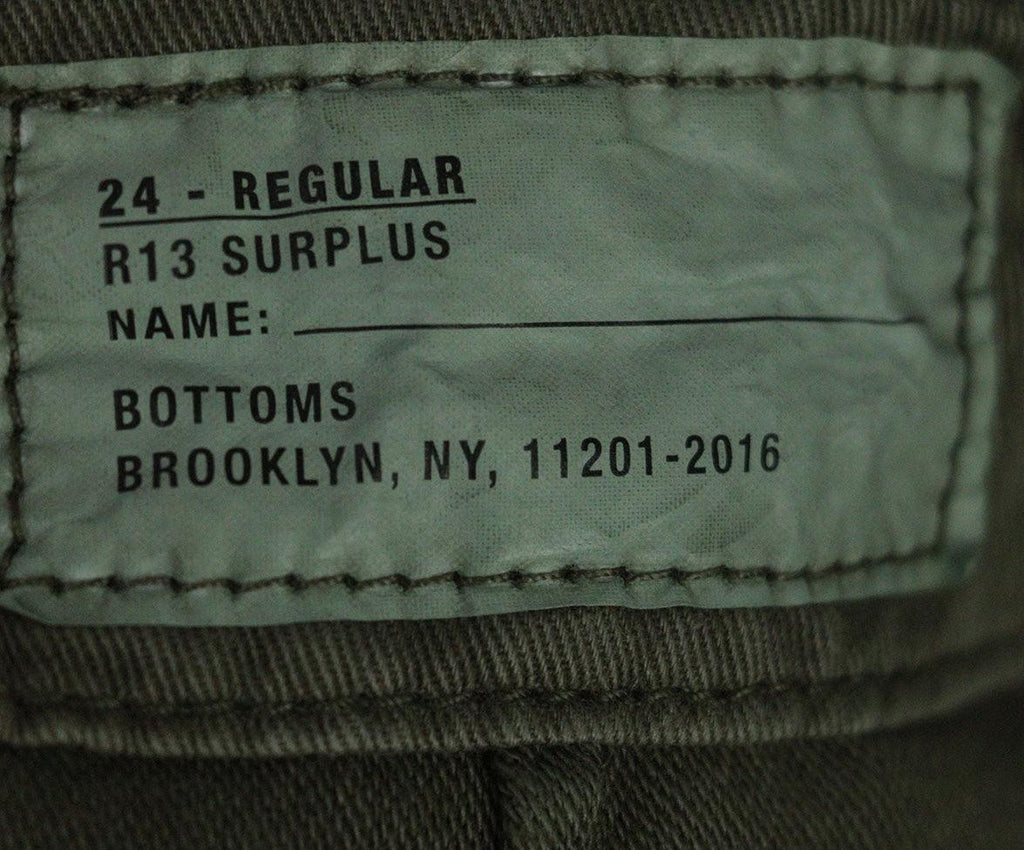 24 - REGULAR
R13 SURPLUS
NAME:
BOTTOMS
BROOKLYN, NY, 11201-2016